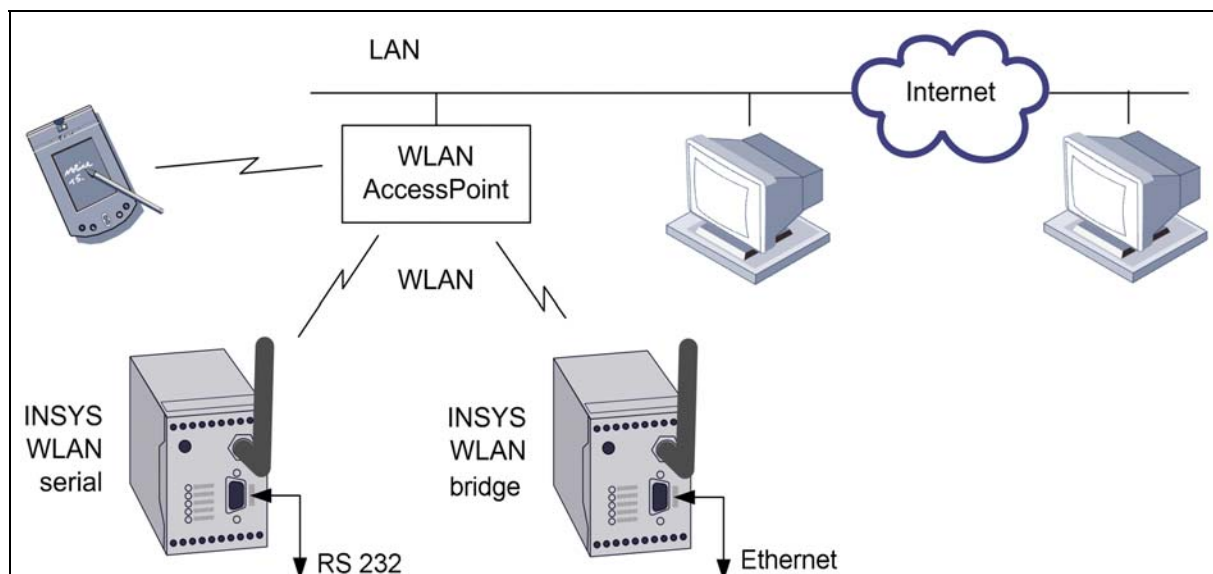 LAN
Internet
WLAN
AccessPoint
WLAN
INSYS
WLAN
serial
RS 232
INSYS
WLAN
bridge
Ethernet